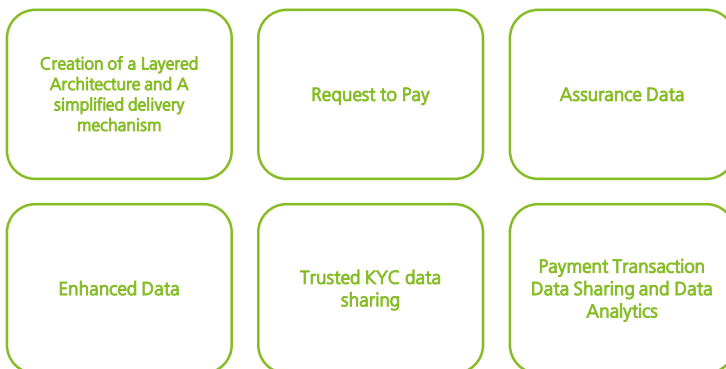 Creation of a Layered
Architecture and A
simplified delivery
mechanism
Request to Pay
Assurance Data
Enhanced Data
Trusted KYC data
sharing
Payment Transaction
Data Sharing and Data
Analytics